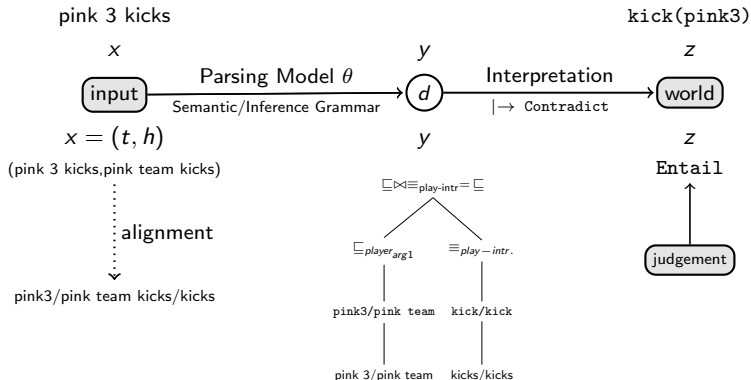 pink 3 kicks
kick(pink3)
x
y
z
Parsing Model θ
Interpretation
input
d
world
Semantic/Inference Grammar
|→ Contradict
x = (t, h)
y
z
(pink 3 kicks,pink team kicks)
Entail
⊑⋈≡play-intr=⊑
alignment
⊑player arg1
≡play−intr.
judgement
pink3/pink team kicks/kicks
pink3/pink team
kick/kick
pink 3/pink team
kicks/kicks